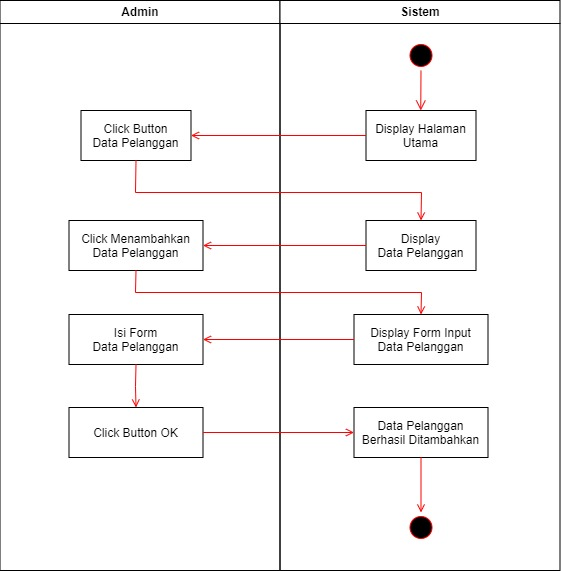 Admin
Sistem
Display Halaman
Utama
Click Button
Data Pelanggan
Display
Data Pelanggan
Click Menambahkan
Data Pelanggan
Display Form Input
Data Pelanggan
Isi Form
Data Pelanggan
Click Button OK
Data Pelanggan
Berhasil Ditambahkan